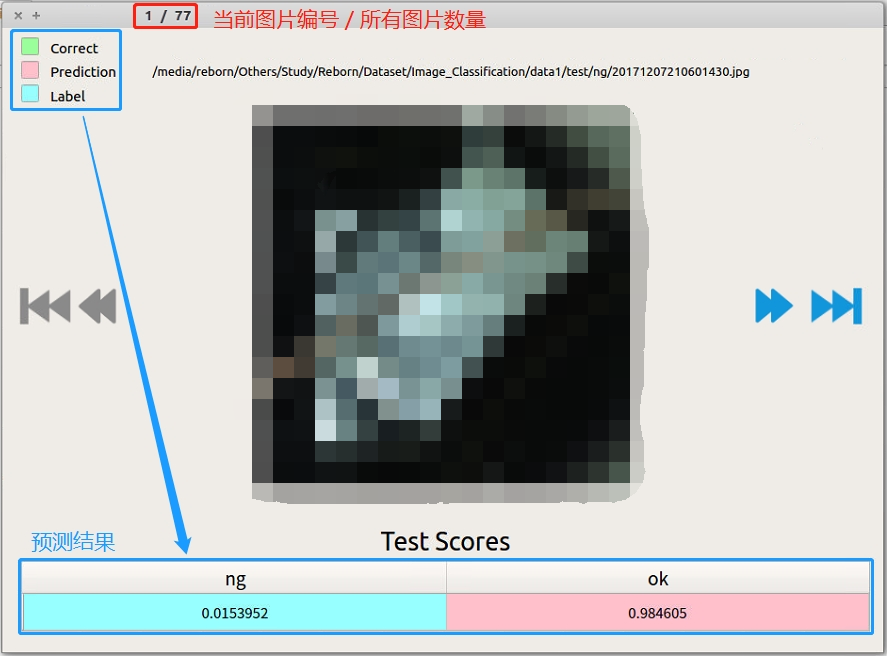 1 / 77
当前图片编号 / 所有图片数量
Correct
Prediction
Label
/media/reborn/Others/Study/Reborn/Dataset/Image_Classification/data1/test/ng/20171207210601430.jpg
预测结果
Test Scores
ng ok
0.0153952 0.984605